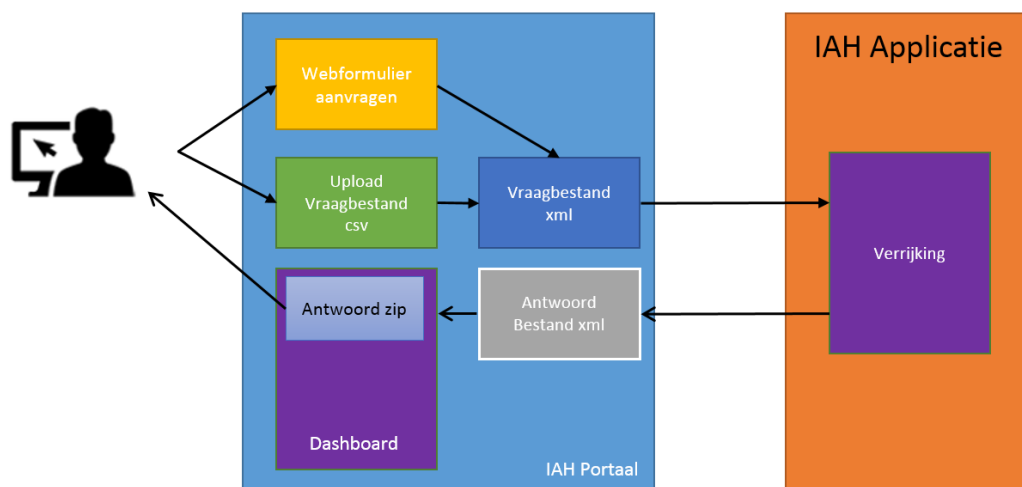 IAH Applicatie
Webformulier
aanvragen
Upload
Vraagbestand
csv
Vraagbestand
xml
Verrijking
Antwoord zip
Antwoord
Bestand xml
Dashboard
IAH Portaal